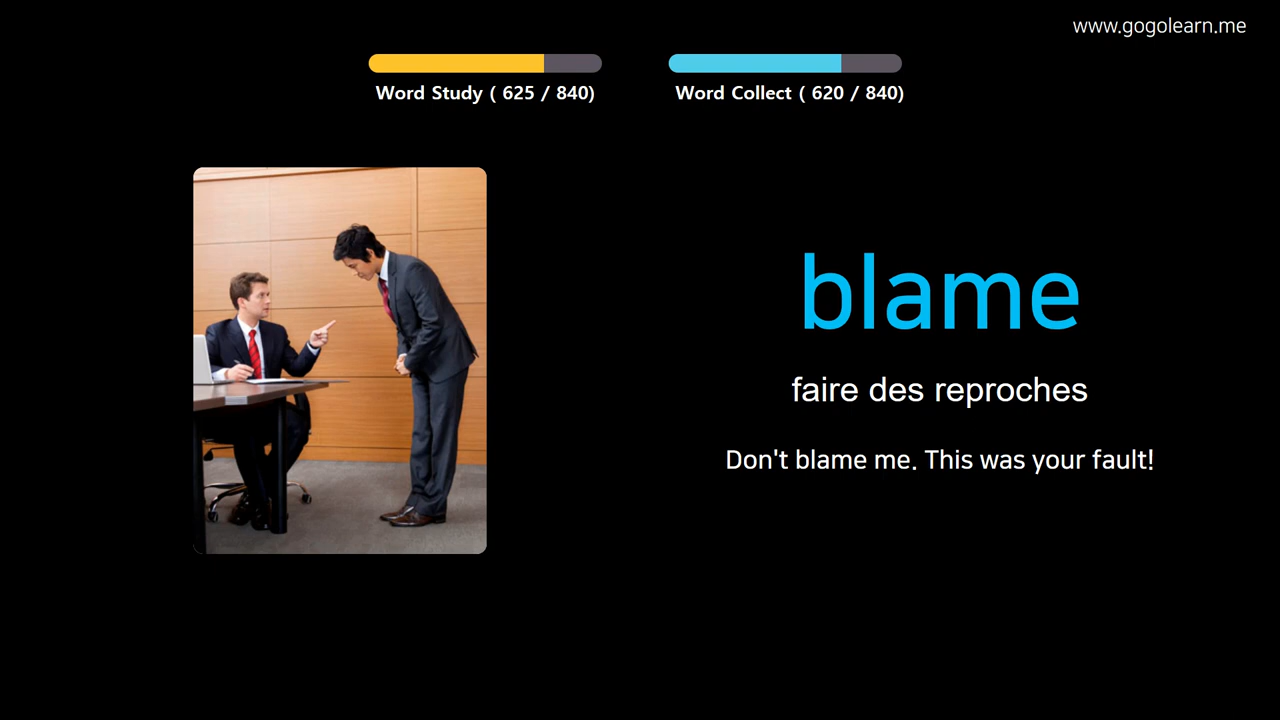 www.gogolearn.me
Word Study ( 625 / 840)
Word Collect ( 620 / 840)
blame
faire des reproches
Don't blame me. This was your fault!